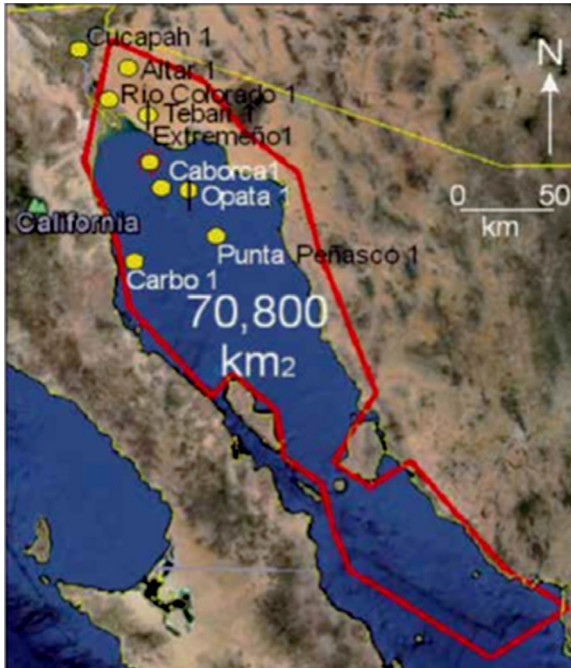 Cucapah 1
N
Altar 1
Río Colorado 1
Teban 1
Extremeño1
Caborca1
Opata 1
0 50
km
California
Punta Peñasco 1
Carbo 1
70,800
km2